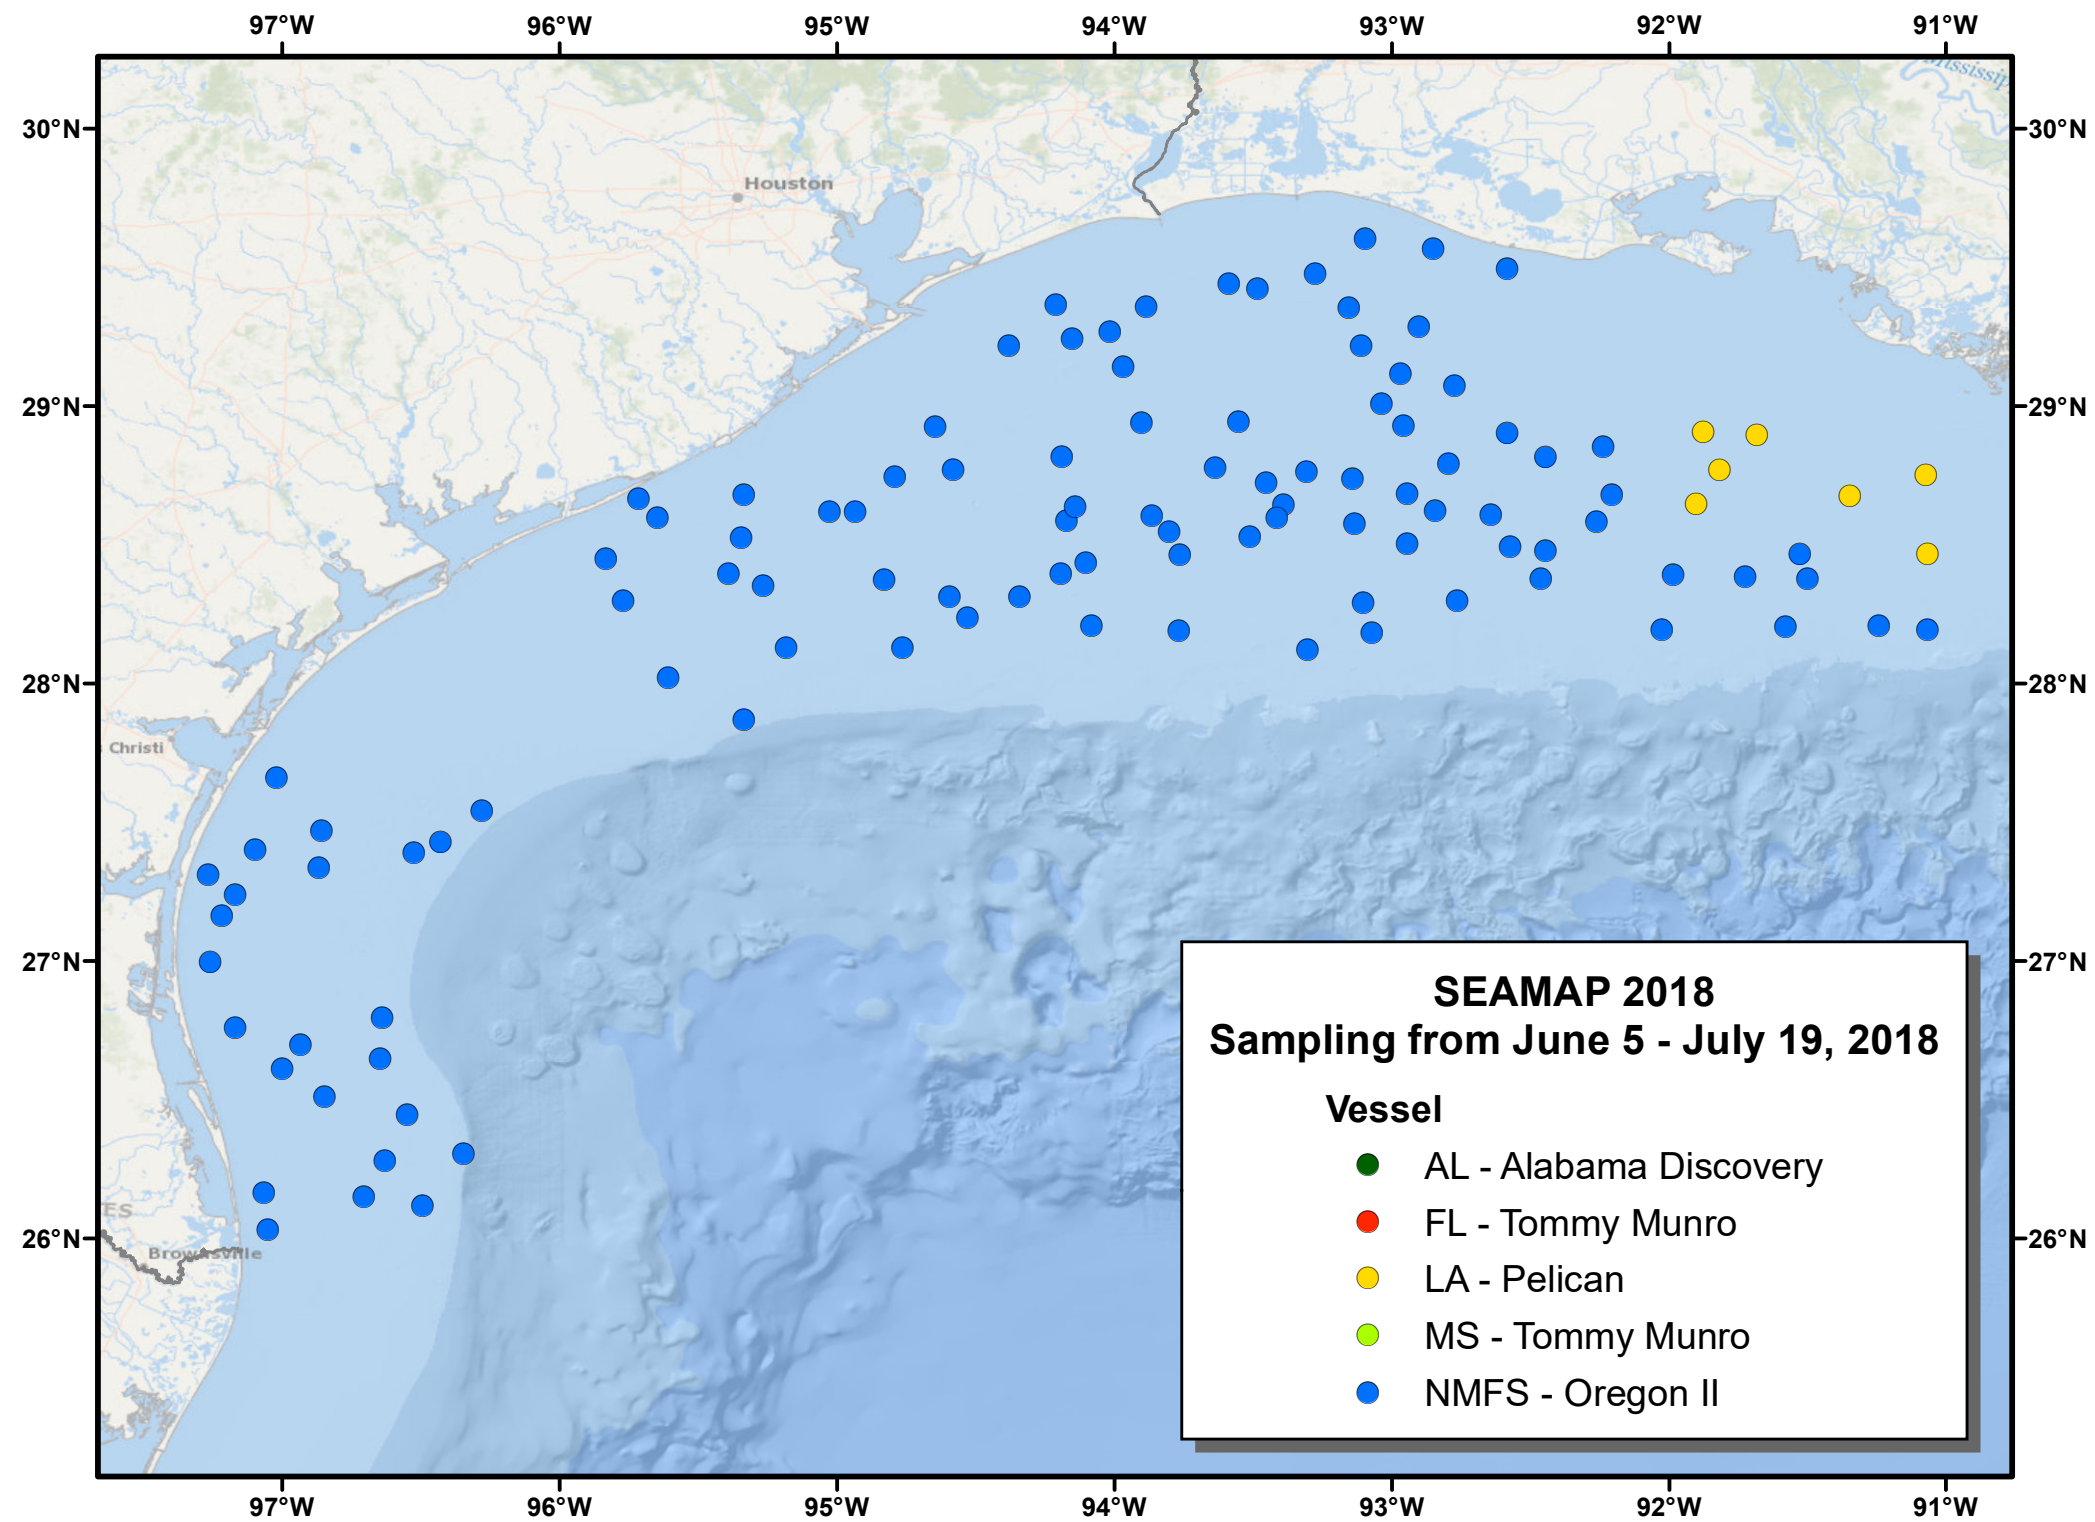 97°W 96°W 95°W 94°W 93°W 92°W 91°W
Mississip
30°N 30°N
Houston
29°N 29°N
28°N 28°N
Christi
27°N 27°N
SEAMAP 2018
Sampling from June 5 - July 19, 2018
Vessel
AL - Alabama Discovery
FL - Tommy Munro
LA - Pelican
MS - Tommy Munro
NMFS - Oregon II
ES
26°N 26°N
Brownsville
97°W 96°W 95°W 94°W 93°W 92°W 91°W